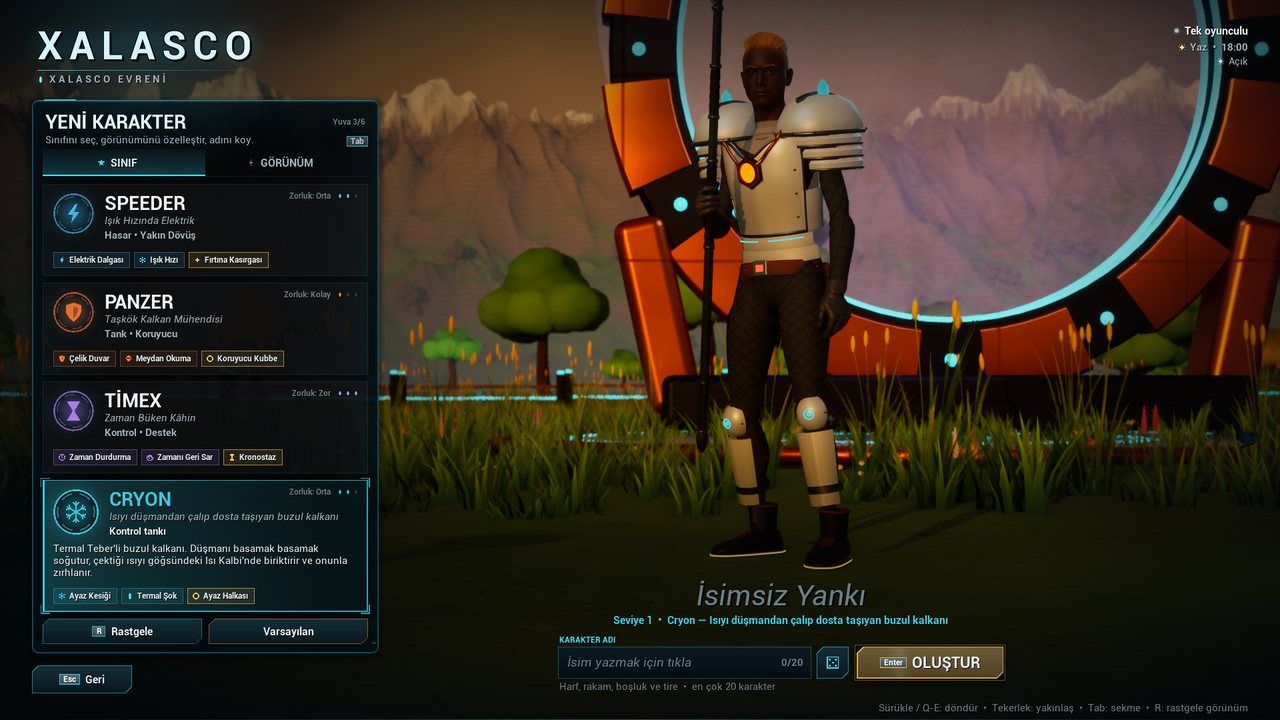 XALASCO
XALASCO EVRENİ
Tek oyunculu
Yaz • 18:00
Açık
YENİ KARAKTER
Yuva 3/6
Sınıfını seç, görünümünü özelleştir, adını koy.
Tab
SINIF
GÖRÜNÜM
SPEEDER
Zorluk: Orta
Işık Hızında Elektrik
Hasar • Yakın Dövüş
Elektrik Dalgası
Işık Hızı
Fırtına Kasırgası
PANZER
Zorluk: Kolay
Taşkök Kalkan Mühendisi
Tank • Koruyucu
Çelik Duvar
Meydan Okuma
Koruyucu Kubbe
TİMEX
Zorluk: Zor
Zaman Büken Kâhin
Kontrol • Destek
Zaman Durdurma
Zamanı Geri Sar
Kronostaz
CRYON
Zorluk: Orta
Isıyı düşmandan çalıp dosta taşıyan buzul kalkanı
Kontrol tankı
Termal Teber'li buzul kalkanı. Düşmanı basamak basamak
soğutur, çektiği ısıyı göğsündeki Isı Kalbi'nde biriktirir ve onunla
zırhlanır.
Ayaz Kesiği
Termal Şok
Ayaz Halkası
R Rastgele
Varsayılan
Esc Geri
İsimsiz Yankı
Seviye 1 • Cryon — Isıyı düşmandan çalıp dosta taşıyan buzul kalkanı
KARAKTER ADI
İsim yazmak için tıkla
0/20
Enter OLUŞTUR
Harf, rakam, boşluk ve tire • en çok 20 karakter
Sürükle / Q-E: döndür • Tekerlek: yakınlaş • Tab: sekme • R: rastgele görünüm